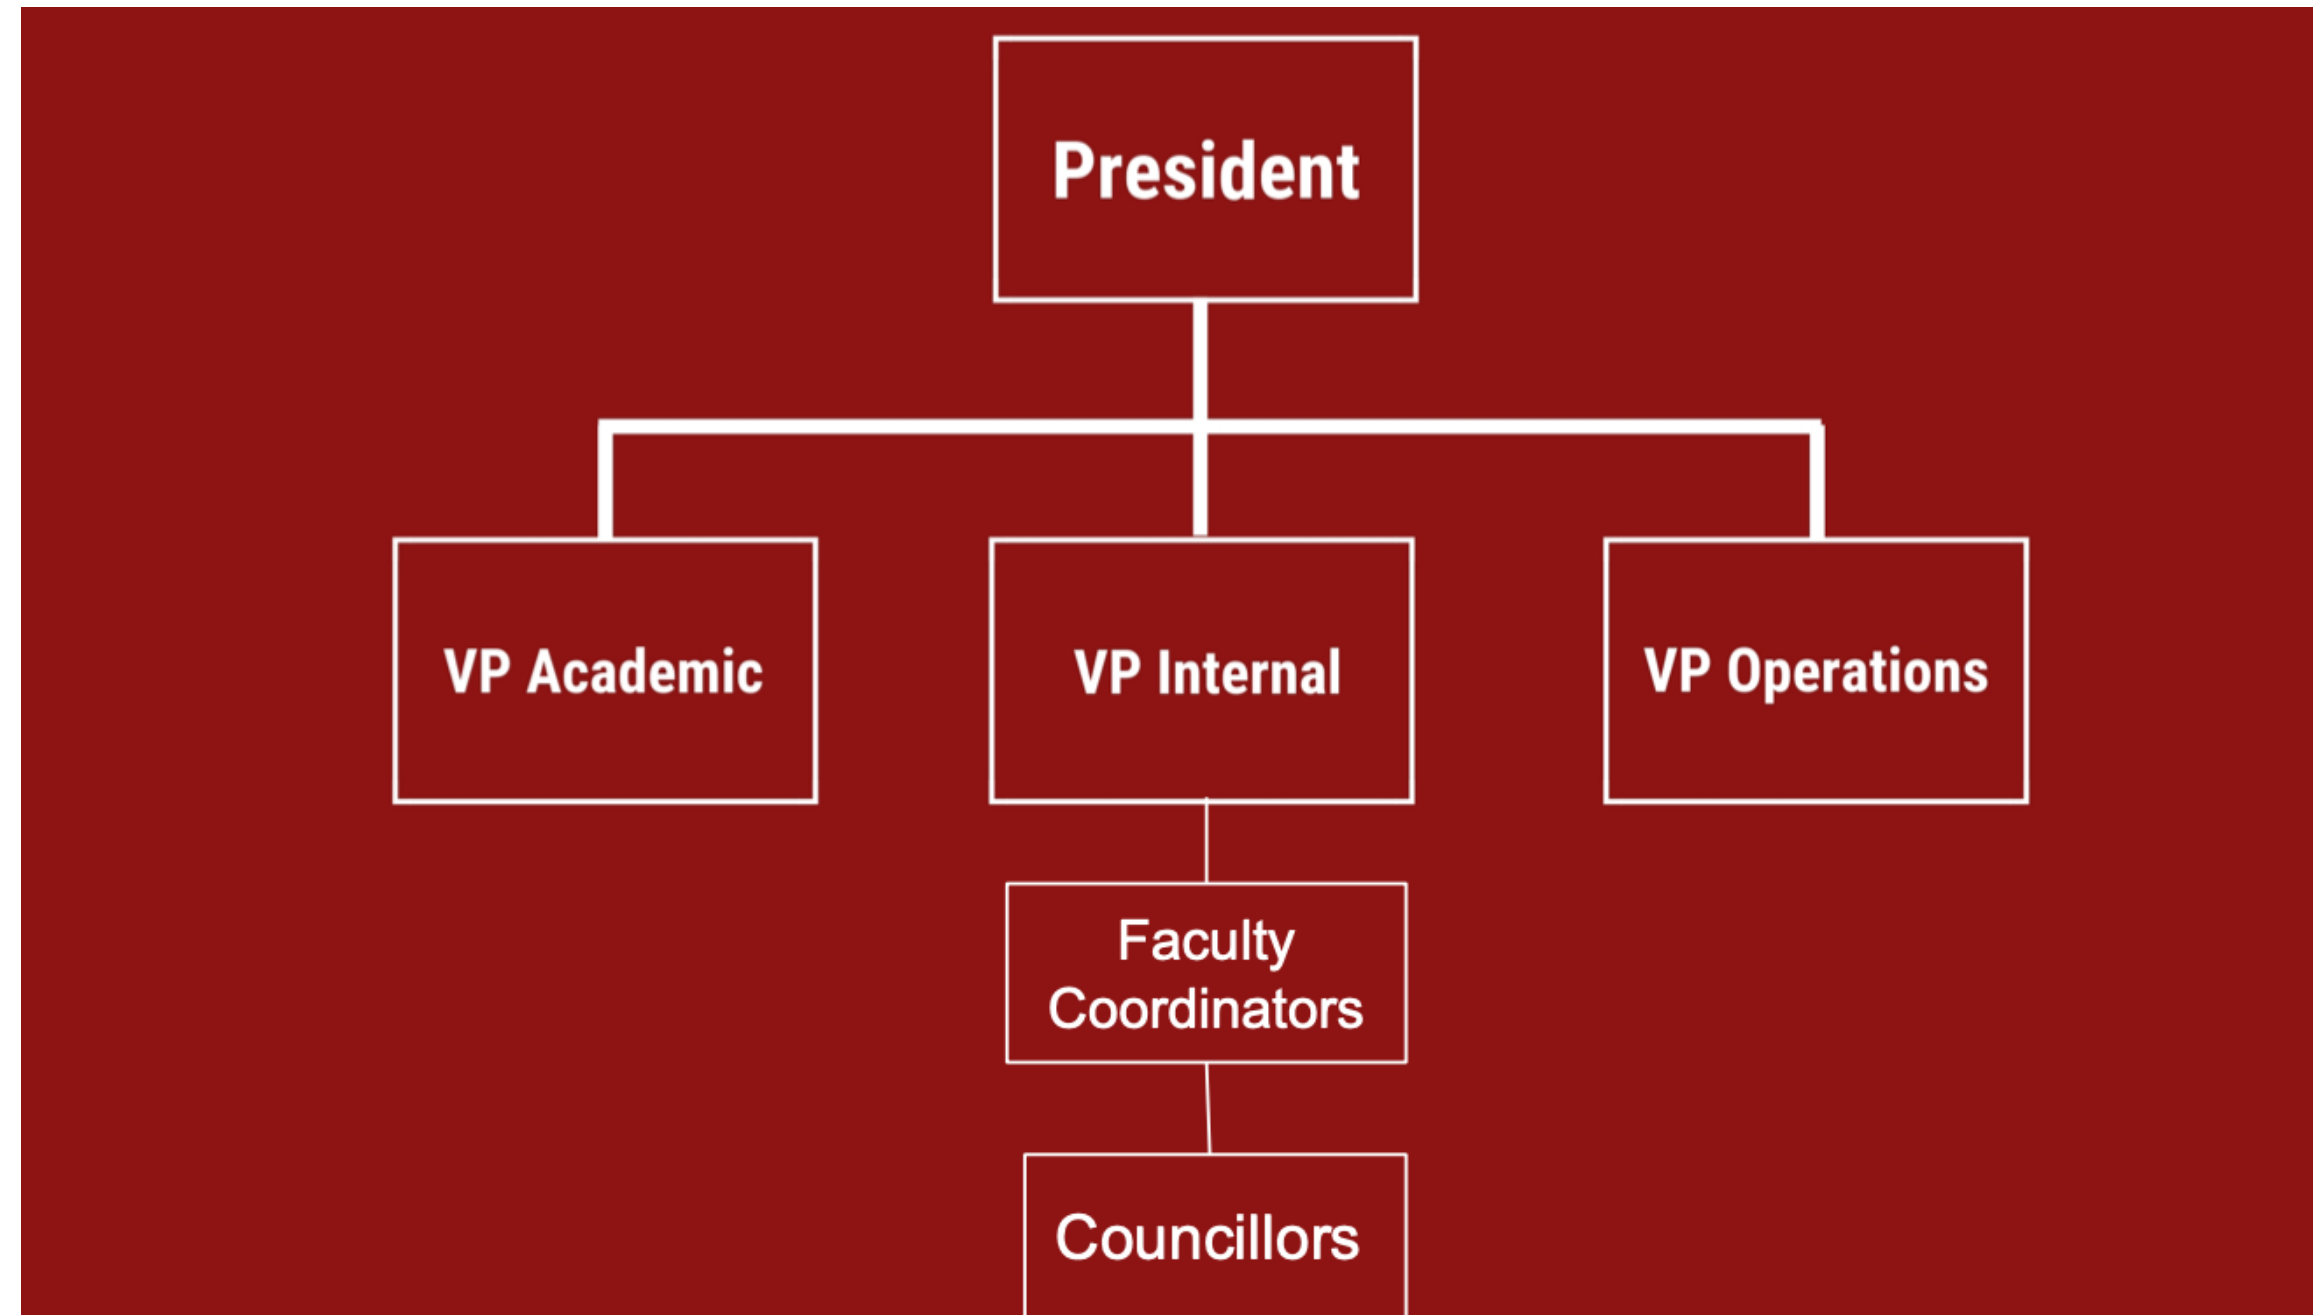 President
VP Academic
VP Internal
VP Operations
Faculty
Coordinators
Councillors